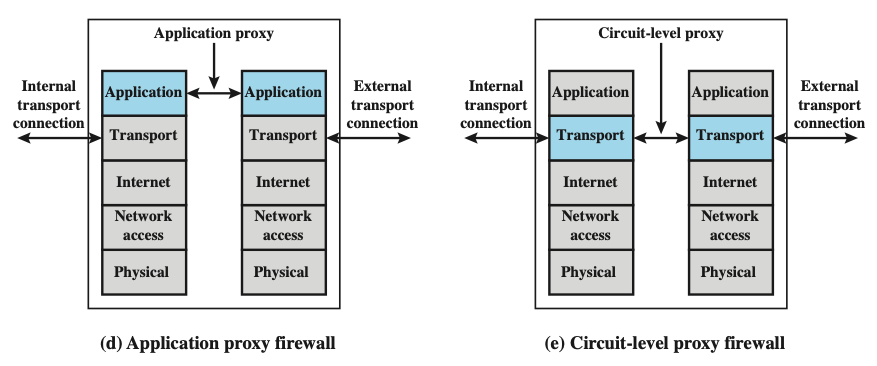 Application proxy
Internal
transport
connection
Application
Application
External
transport
connection
Transport
Transport
Internet
Internet
Network
access
Network
access
Physical
Physical
(d) Application proxy firewall
Circuit-level proxy
Internal
transport
connection
Application
Application
External
transport
connection
Transport
Transport
Internet
Internet
Network
access
Network
access
Physical
Physical
(e) Circuit-level proxy firewall